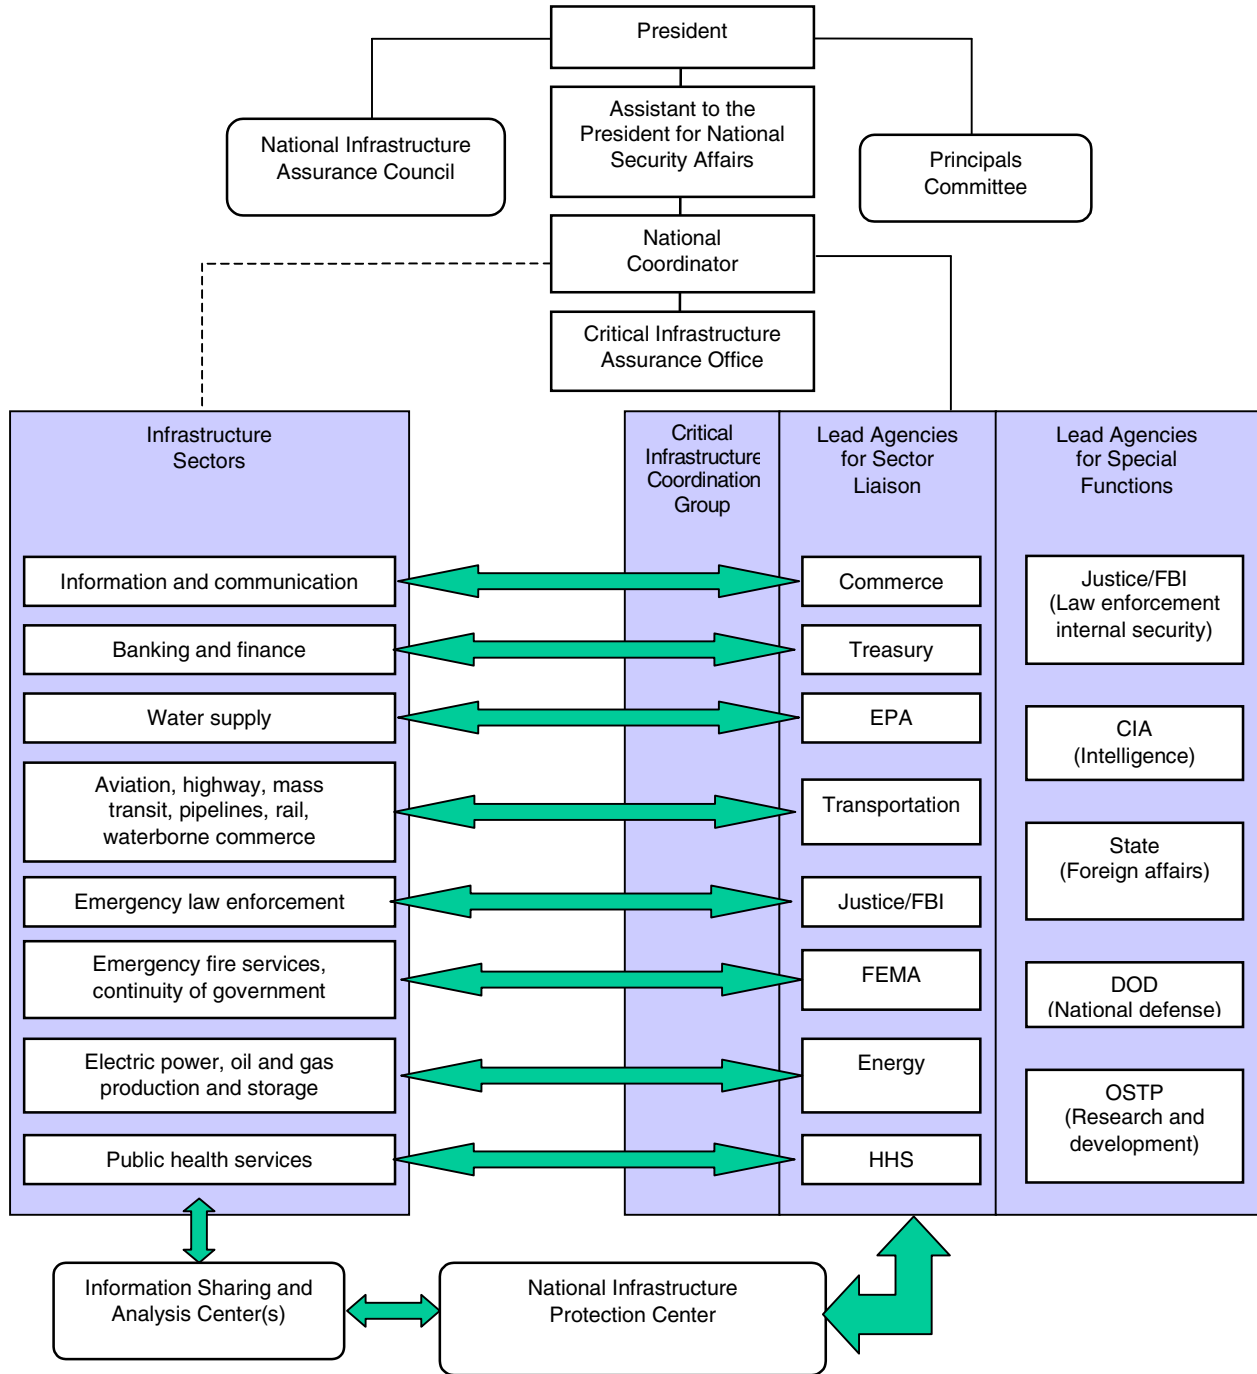 President
Assistant to the
President for National
Security Affairs
National Infrastructure
Assurance Council
Principals
Committee
National
Coordinator
Critical Infrastructure
Assurance Office
Infrastructure
Sectors
Critical
Infrastructure
Coordination
Group
Lead Agencies
for Sector
Liaison
Lead Agencies
for Special
Functions
Information and communication
Banking and finance
Water supply
Aviation, highway, mass
transit, pipelines, rail,
waterborne commerce
Emergency law enforcement
Emergency fire services,
continuity of government
Electric power, oil and gas
production and storage
Public health services
Commerce
Treasury
EPA
Transportation
Justice/FBI
FEMA
Energy
HHS
Justice/FBI
(Law enforcement
internal security)
CIA
(Intelligence)
State
(Foreign affairs)
DOD
(National defense)
OSTP
(Research and
development)
Information Sharing and
Analysis Center(s)
National Infrastructure
Protection Center